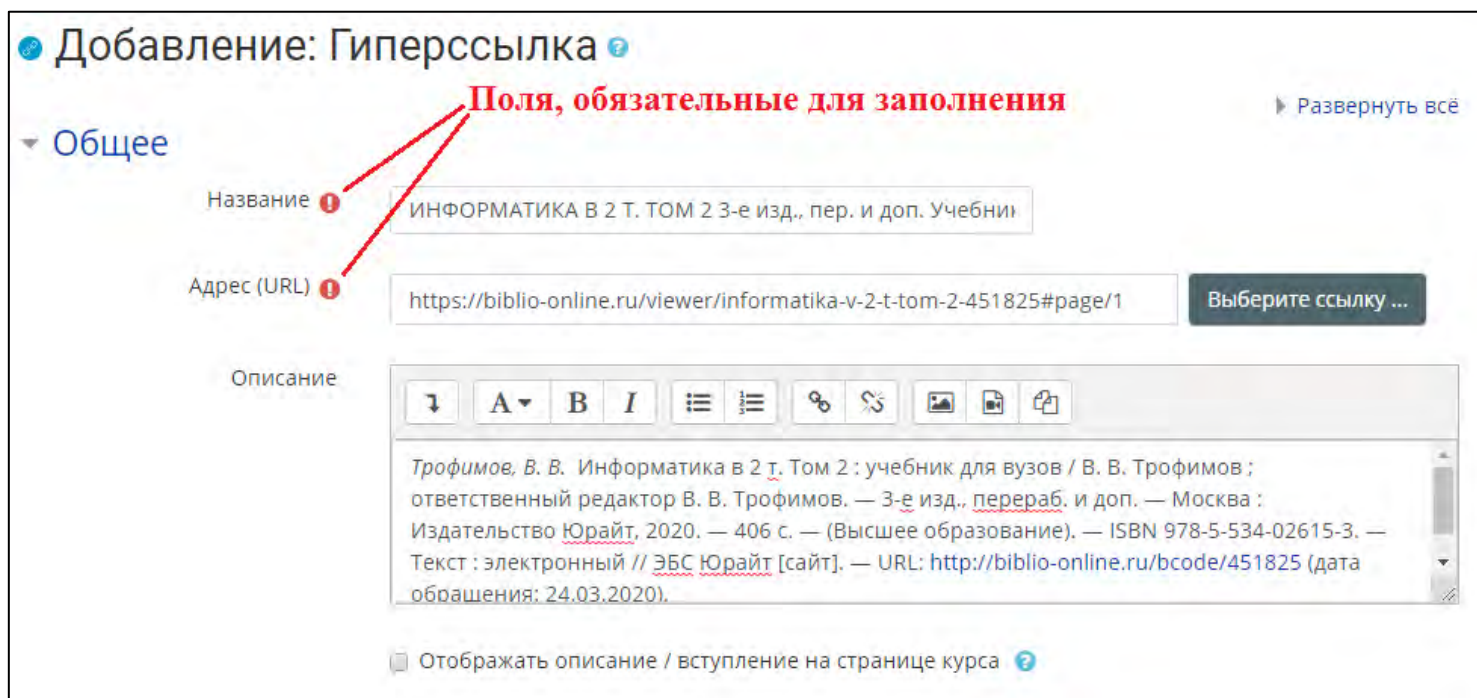 Добавление: Гиперссылка
Поля, обязательные для заполнения
Развернуть всё
Общее
Название
ИНФОРМАТИКА В 2 Т. ТОМ 2 3-е изд., пер. и доп. Учебник
Адрес (URL)
https://biblio-online.ru/viewer/informatika-v-2-t-tom-2-451825#page/1
Выберите ссылку ...
Описание
A B I
Трофимов, В. В. Информатика в 2 т. Том 2 : учебник для вузов / В. В. Трофимов ;
ответственный редактор В. В. Трофимов. — 3-е изд., перераб. и доп. — Москва :
Издательство Юрайт, 2020. — 406 с. — (Высшее образование). — ISBN 978-5-534-02615-3. —
Текст : электронный // ЭБС Юрайт [сайт]. — URL: http://biblio-online.ru/bcode/451825 (дата
обращения: 24.03.2020).
Отображать описание / вступление на странице курса